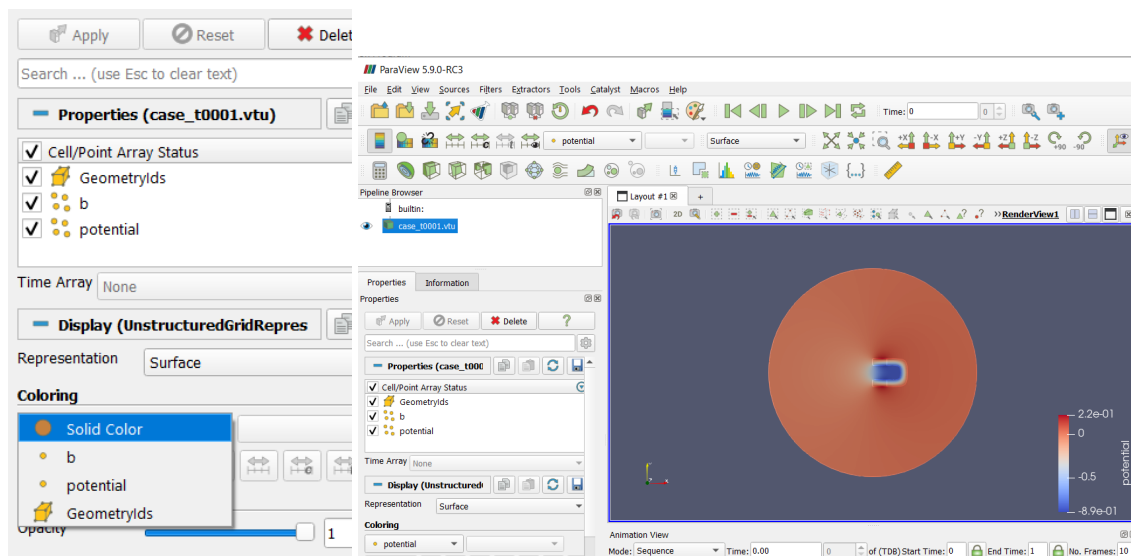 Apply Reset Delet
Search ... (use Esc to clear text)
Properties (case_t0001.vtu)
Cell/Point Array Status
GeometryIds
b
potential
Time Array None
Display (UnstructuredGridRepres
Representation Surface
Coloring
Solid Color
b
potential
GeometryIds
Opacity 1
ParaView 5.9.0-RC3
File Edit View Sources Filters Extractors Tools Catalyst Macros Help
Time: 0 0
potential Surface +X -X +Y -Y +Z -Z +90 -90
Pipeline Browser
builtin:
case_t0001.vtu
Properties Information
Properties
Apply Reset Delete ?
Search ... (use Esc to clear text)
Properties (case_t000
Cell/Point Array Status
GeometryIds
b
potential
Time Array None
Display (Unstructured
Representation Surface
Coloring
potential
Layout #1 +
2D »RenderView1
2.2e-01
0
-0.5
-8.9e-01
potential
Animation View
Mode: Sequence Time: 0.00 0 of (TDB) Start Time: 0 End Time: 1 No. Frames: 10